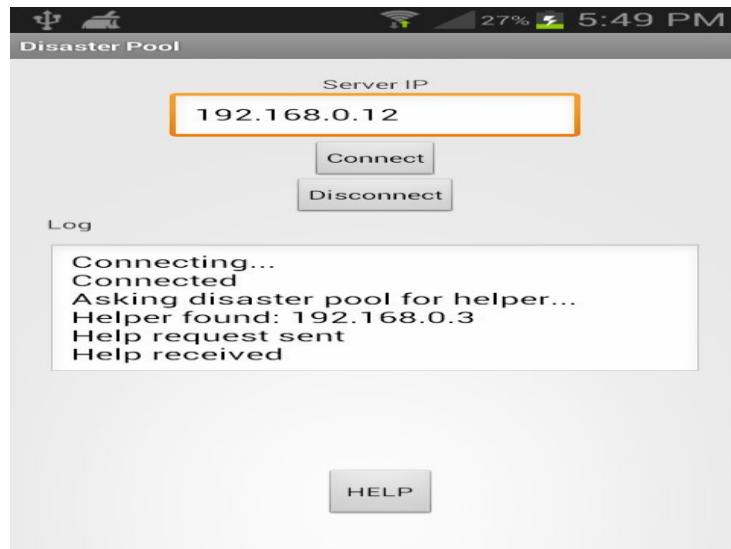 27% 5:49 PM
Disaster Pool
Server IP
192.168.0.12
Connect
Disconnect
Log
Connecting...
Connected
Asking disaster pool for helper...
Helper found: 192.168.0.3
Help request sent
Help received
HELP